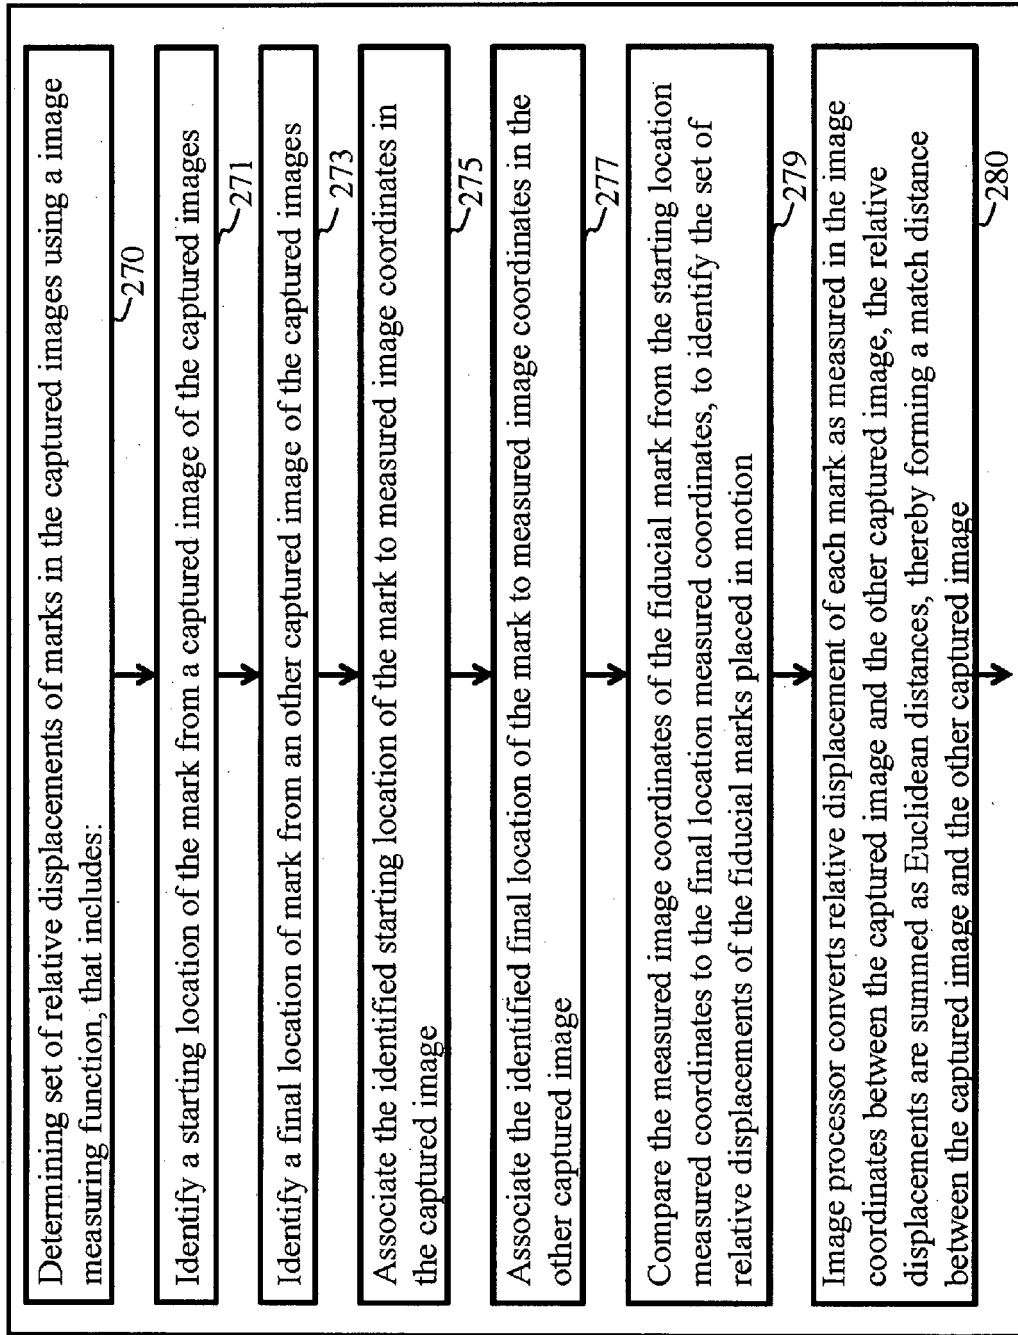 Determining set of relative displacements of marks in the captured images using a image
measuring function, that includes:
270
Identify a starting location of the mark from a captured image of the captured images
271
Identify a final location of mark from an other captured image of the captured images
273
Associate the identified starting location of the mark to measured image coordinates in
the captured image
275
Associate the identified final location of the mark to measured image coordinates in the
other captured image
277
Compare the measured image coordinates of the fiducial mark from the starting location
measured coordinates to the final location measured coordinates, to identify the set of
relative displacements of the fiducial marks placed in motion
279
Image processor converts relative displacement of each mark as measured in the image
coordinates between the captured image and the other captured image, the relative
displacements are summed as Euclidean distances, thereby forming a match distance
between the captured image and the other captured image
280